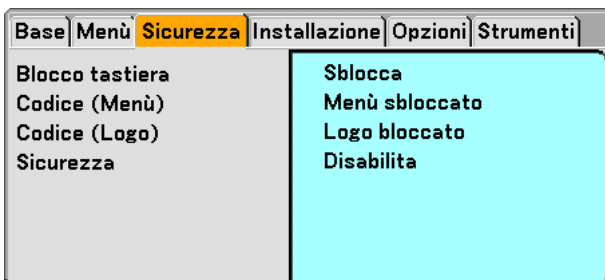 Base Menù Sicurezza Installazione Opzioni Strumenti
Blocco tastiera Sblocca
Codice (Menù) Menù sbloccato
Codice (Logo) Logo bloccato
Sicurezza Disabilita